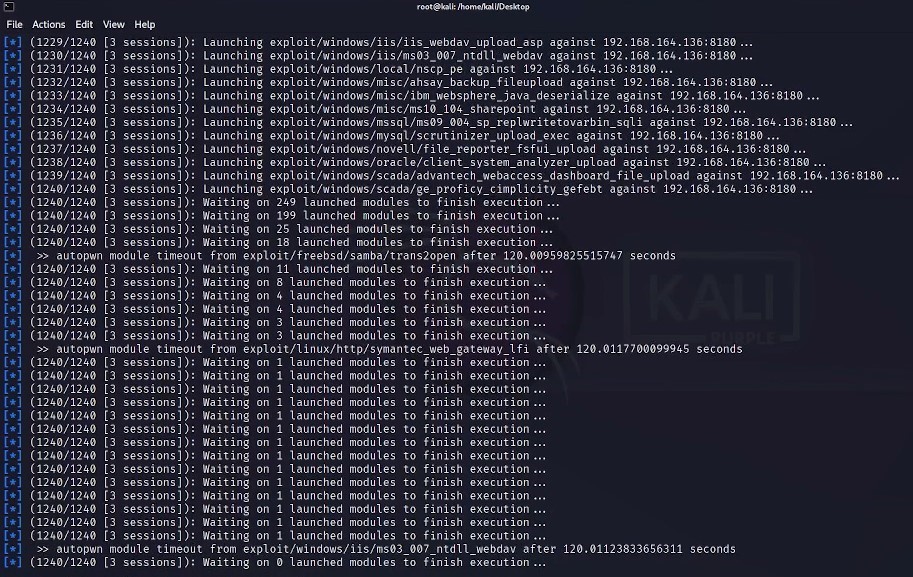 root@kali: /home/kali/Desktop
File Actions Edit View Help
[*] (1229/1240 [3 sessions]): Launching exploit/windows/iis/iis_webdav_upload_asp against 192.168.164.136:8180...
[*] (1230/1240 [3 sessions]): Launching exploit/windows/iis/ms03_007_ntdll_webdav against 192.168.164.136:8180...
[*] (1231/1240 [3 sessions]): Launching exploit/windows/local/nscp_pe against 192.168.164.136:8180...
[*] (1232/1240 [3 sessions]): Launching exploit/windows/misc/ahsay_backup_fileupload against 192.168.164.136:8180...
[*] (1233/1240 [3 sessions]): Launching exploit/windows/misc/ibm_websphere_java_deserialize against 192.168.164.136:8180...
[*] (1234/1240 [3 sessions]): Launching exploit/windows/misc/ms10_104_sharepoint against 192.168.164.136:8180...
[*] (1235/1240 [3 sessions]): Launching exploit/windows/mssql/ms09_004_sp_replwritetovarbin_sqli against 192.168.164.136:8180...
[*] (1236/1240 [3 sessions]): Launching exploit/windows/mysql/scrutinizer_upload_exec against 192.168.164.136:8180...
[*] (1237/1240 [3 sessions]): Launching exploit/windows/novell/file_reporter_fsfui_upload against 192.168.164.136:8180...
[*] (1238/1240 [3 sessions]): Launching exploit/windows/oracle/client_system_analyzer_upload against 192.168.164.136:8180...
[*] (1239/1240 [3 sessions]): Launching exploit/windows/scada/advantech_webaccess_dashboard_file_upload against 192.168.164.136:8180...
[*] (1240/1240 [3 sessions]): Launching exploit/windows/scada/ge_proficy_cimplicity_gefebt against 192.168.164.136:8180...
[*] (1240/1240 [3 sessions]): Waiting on 249 launched modules to finish execution...
[*] (1240/1240 [3 sessions]): Waiting on 199 launched modules to finish execution...
[*] (1240/1240 [3 sessions]): Waiting on 25 launched modules to finish execution...
[*] (1240/1240 [3 sessions]): Waiting on 18 launched modules to finish execution...
[*]  >> autopwn module timeout from exploit/freebsd/samba/trans2open after 120.00959825515747 seconds
[*] (1240/1240 [3 sessions]): Waiting on 11 launched modules to finish execution...
[*] (1240/1240 [3 sessions]): Waiting on 8 launched modules to finish execution...
[*] (1240/1240 [3 sessions]): Waiting on 4 launched modules to finish execution...
[*] (1240/1240 [3 sessions]): Waiting on 4 launched modules to finish execution...
[*] (1240/1240 [3 sessions]): Waiting on 3 launched modules to finish execution...
[*] (1240/1240 [3 sessions]): Waiting on 3 launched modules to finish execution...
[*]  >> autopwn module timeout from exploit/linux/http/symantec_web_gateway_lfi after 120.0117700099945 seconds
[*] (1240/1240 [3 sessions]): Waiting on 1 launched modules to finish execution...
[*] (1240/1240 [3 sessions]): Waiting on 1 launched modules to finish execution...
[*] (1240/1240 [3 sessions]): Waiting on 1 launched modules to finish execution...
[*] (1240/1240 [3 sessions]): Waiting on 1 launched modules to finish execution...
[*] (1240/1240 [3 sessions]): Waiting on 1 launched modules to finish execution...
[*] (1240/1240 [3 sessions]): Waiting on 1 launched modules to finish execution...
[*] (1240/1240 [3 sessions]): Waiting on 1 launched modules to finish execution...
[*] (1240/1240 [3 sessions]): Waiting on 1 launched modules to finish execution...
[*] (1240/1240 [3 sessions]): Waiting on 1 launched modules to finish execution...
[*] (1240/1240 [3 sessions]): Waiting on 1 launched modules to finish execution...
[*] (1240/1240 [3 sessions]): Waiting on 1 launched modules to finish execution...
[*] (1240/1240 [3 sessions]): Waiting on 1 launched modules to finish execution...
[*] (1240/1240 [3 sessions]): Waiting on 1 launched modules to finish execution...
[*] (1240/1240 [3 sessions]): Waiting on 1 launched modules to finish execution...
[*]  >> autopwn module timeout from exploit/windows/iis/ms03_007_ntdll_webdav after 120.01123833656311 seconds
[*] (1240/1240 [3 sessions]): Waiting on 0 launched modules to finish execution...
KALI
PURPLE